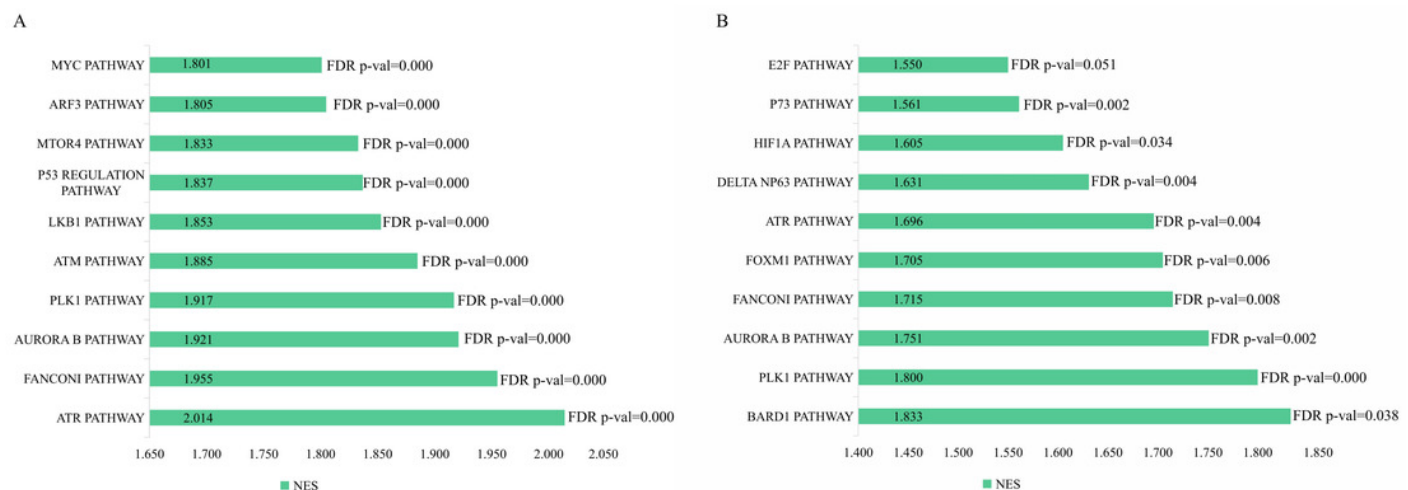 A
MYC PATHWAY 1.801 FDR p-val=0.000
ARF3 PATHWAY 1.805 FDR p-val=0.000
MTOR4 PATHWAY 1.833 FDR p-val=0.000
P53 REGULATION
PATHWAY 1.837 FDR p-val=0.000
LKB1 PATHWAY 1.853 FDR p-val=0.000
ATM PATHWAY 1.885 FDR p-val=0.000
PLK1 PATHWAY 1.917 FDR p-val=0.000
AURORA B PATHWAY 1.921 FDR p-val=0.000
FANCONI PATHWAY 1.955 FDR p-val=0.000
ATR PATHWAY 2.014 FDR p-val=0.000
1.650 1.700 1.750 1.800 1.850 1.900 1.950 2.000 2.050
NES
B
E2F PATHWAY 1.550 FDR p-val=0.051
P73 PATHWAY 1.561 FDR p-val=0.002
HIF1A PATHWAY 1.605 FDR p-val=0.034
DELTA NP63 PATHWAY 1.631 FDR p-val=0.004
ATR PATHWAY 1.696 FDR p-val=0.004
FOXM1 PATHWAY 1.705 FDR p-val=0.006
FANCONI PATHWAY 1.715 FDR p-val=0.008
AURORA B PATHWAY 1.751 FDR p-val=0.002
PLK1 PATHWAY 1.800 FDR p-val=0.000
BARD1 PATHWAY 1.833 FDR p-val=0.038
1.400 1.450 1.500 1.550 1.600 1.650 1.700 1.750 1.800 1.850
NES